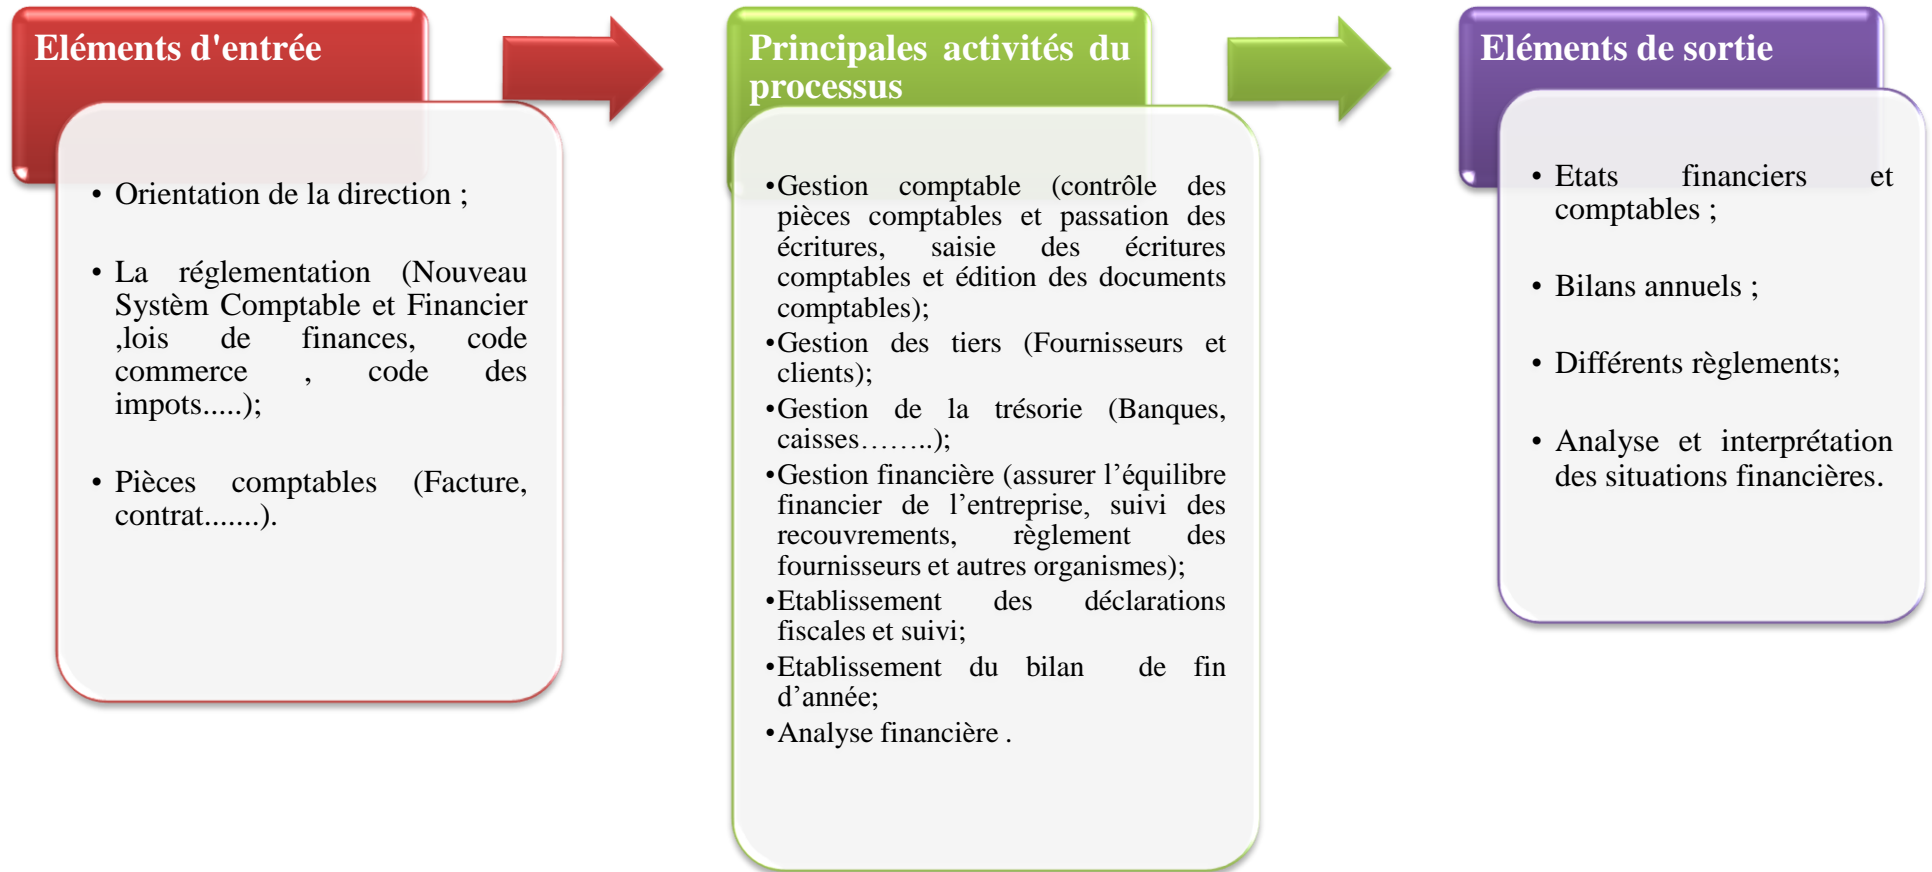 Eléments d'entrée
• Orientation de la direction ;
• La réglementation (Nouveau
Systèm Comptable et Financier
,lois de finances, code
commerce , code des
impots.....);
• Pièces comptables (Facture,
contrat.......).
Principales activités du
processus
•Gestion comptable (contrôle des
pièces comptables et passation des
écritures, saisie des écritures
comptables et édition des documents
comptables);
•Gestion des tiers (Fournisseurs et
clients);
•Gestion de la trésorie (Banques,
caisses……..);
•Gestion financière (assurer l’équilibre
financier de l’entreprise, suivi des
recouvrements, règlement des
fournisseurs et autres organismes);
•Etablissement des déclarations
fiscales et suivi;
•Etablissement du bilan de fin
d’année;
•Analyse financière .
Eléments de sortie
• Etats financiers et
comptables ;
• Bilans annuels ;
• Différents règlements;
• Analyse et interprétation
des situations financières.